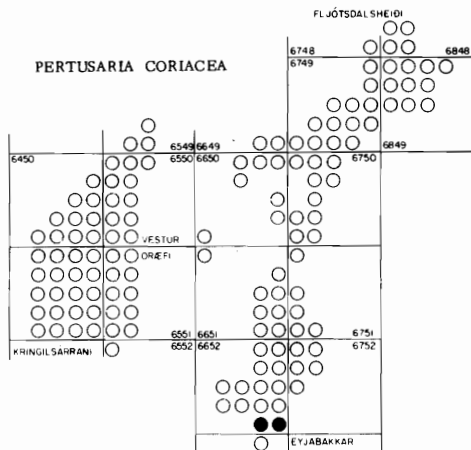 FLJÓTSDALSHEIÐI
PERTUSARIA CORIACEA
6748 6848
6749
6549 6649 6849
6450 6550 6650 6750
VESTUR
ÖRÆFI
6551 6651 6751
KRINGILSÁRRANI 6552 6652 6752
EYJABAKKAR